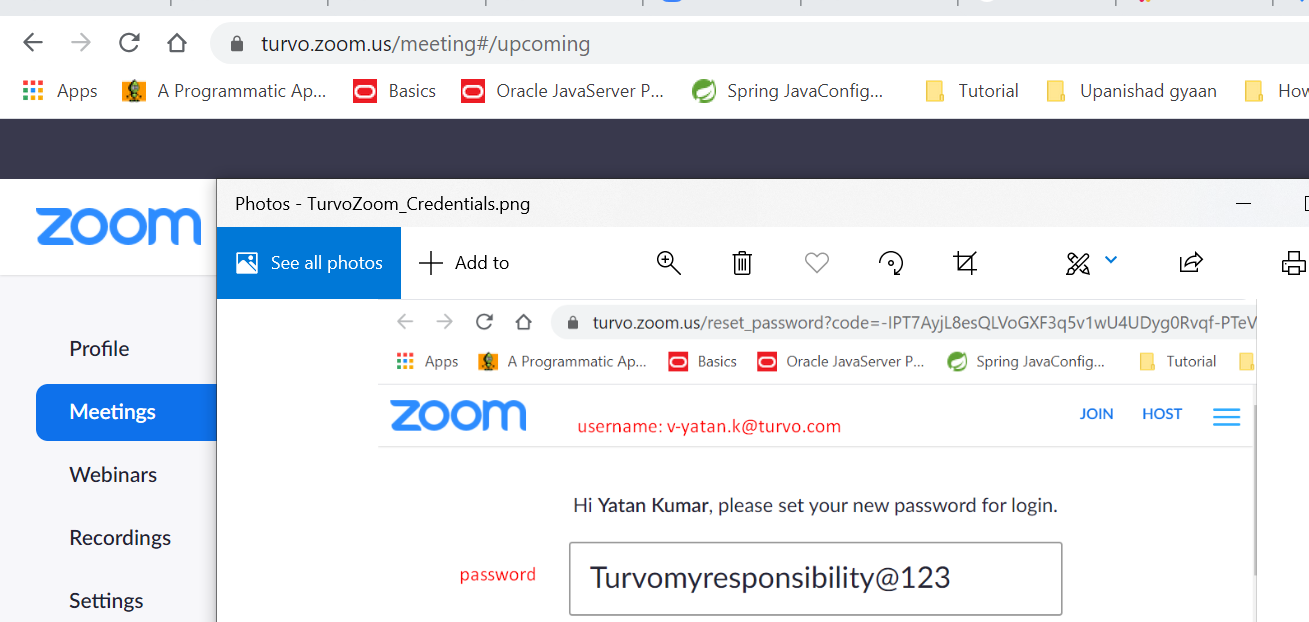 turvo.zoom.us/meeting#/upcoming
Apps A Programmatic Ap... Basics Oracle JavaServer P... Spring JavaConfig... Tutorial Upanishad gyaan How
zoom
Photos - TurvoZoom_Credentials.png
See all photos Add to
turvo.zoom.us/reset_password?code=-IPT7AyjL8esQLVoGXF3q5v1wU4UDyg0Rvqf-PTeV
Apps A Programmatic Ap... Basics Oracle JavaServer P... Spring JavaConfig... Tutorial
zoom username: v-yatan.k@turvo.com JOIN HOST
Hi Yatan Kumar, please set your new password for login.
password Turvomyresponsibility@123
Profile
Meetings
Webinars
Recordings
Settings